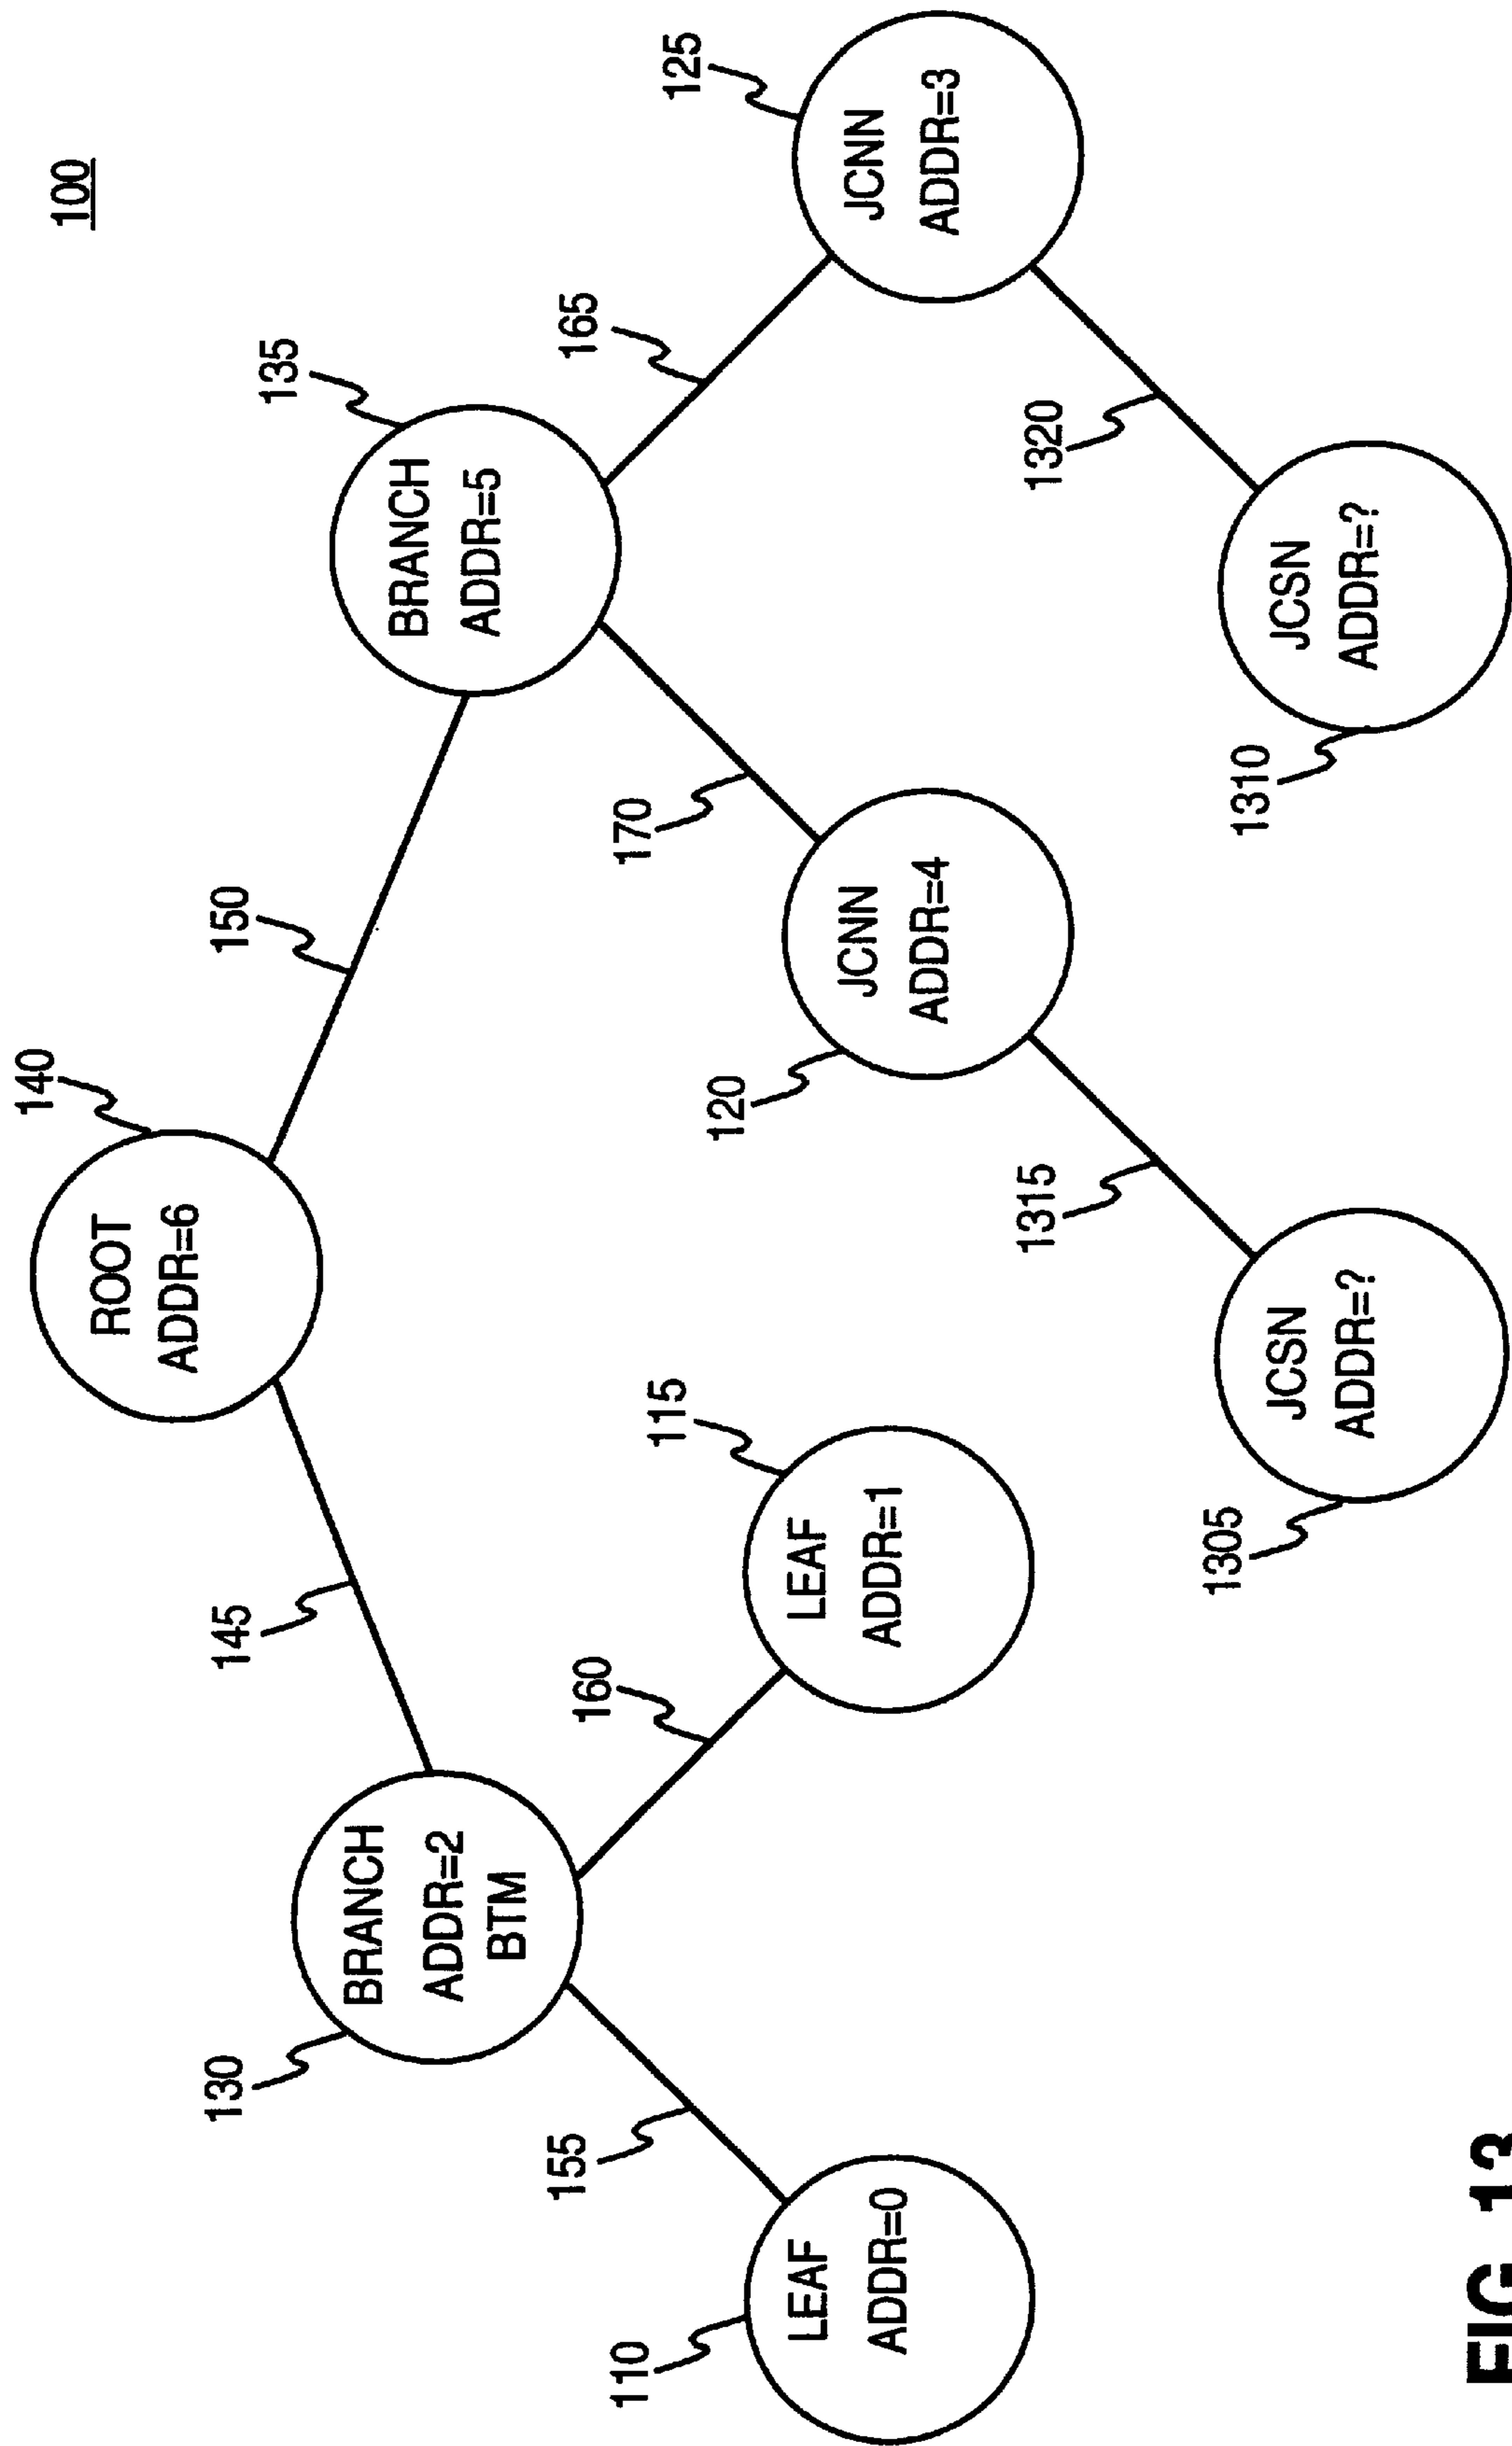 100
140
ROOT
ADDR=6
145
150
130
BRANCH
ADDR=2
BTM
135
BRANCH
ADDR=5
155
160
170
165
110
LEAF
ADDR=0
115
LEAF
ADDR=1
120
JCNN
ADDR=4
125
JCNN
ADDR=3
1315
1320
1305
JCSN
ADDR=?
1310
JCSN
ADDR=?
FIG. 13